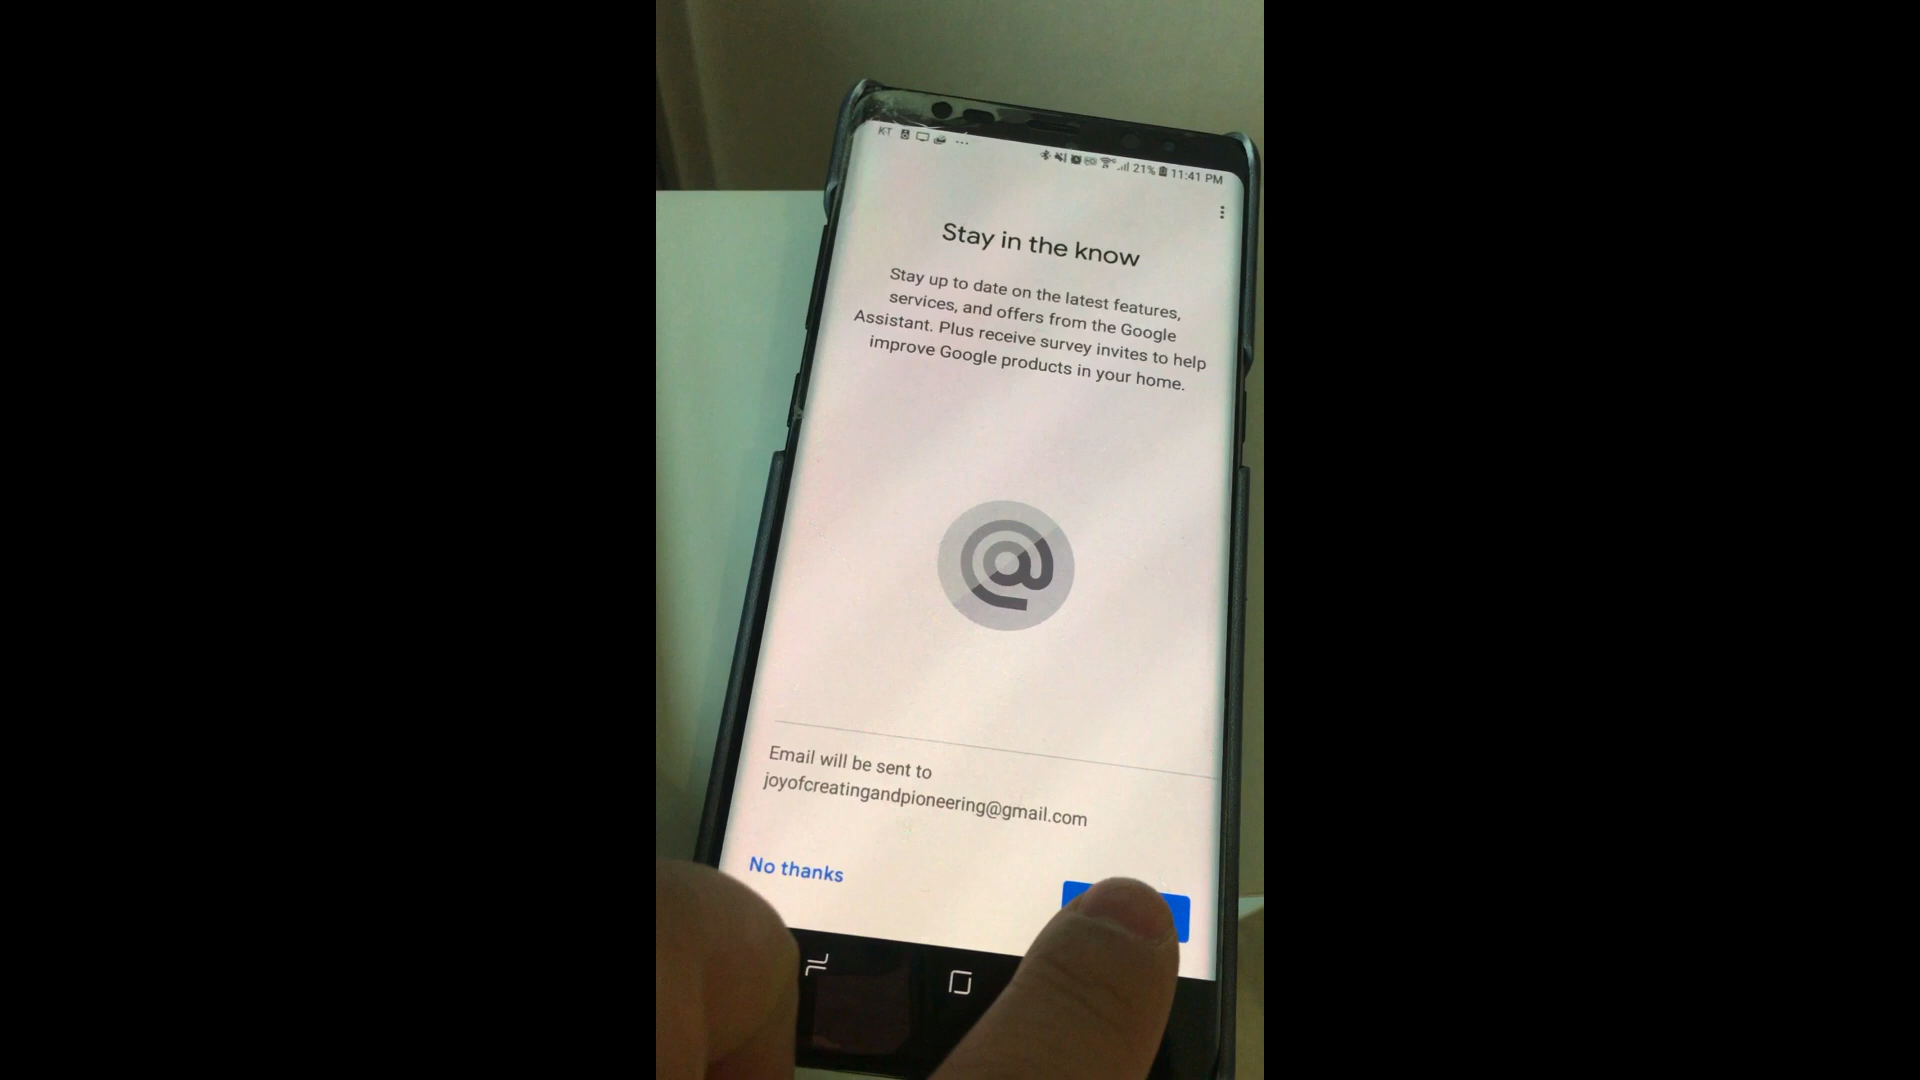 KT 21% 11:41 PM
Stay in the know
Stay up to date on the latest features,
services, and offers from the Google
Assistant. Plus receive survey invites to help
improve Google products in your home.
Email will be sent to
joyofcreatingandpioneering@gmail.com
No thanks